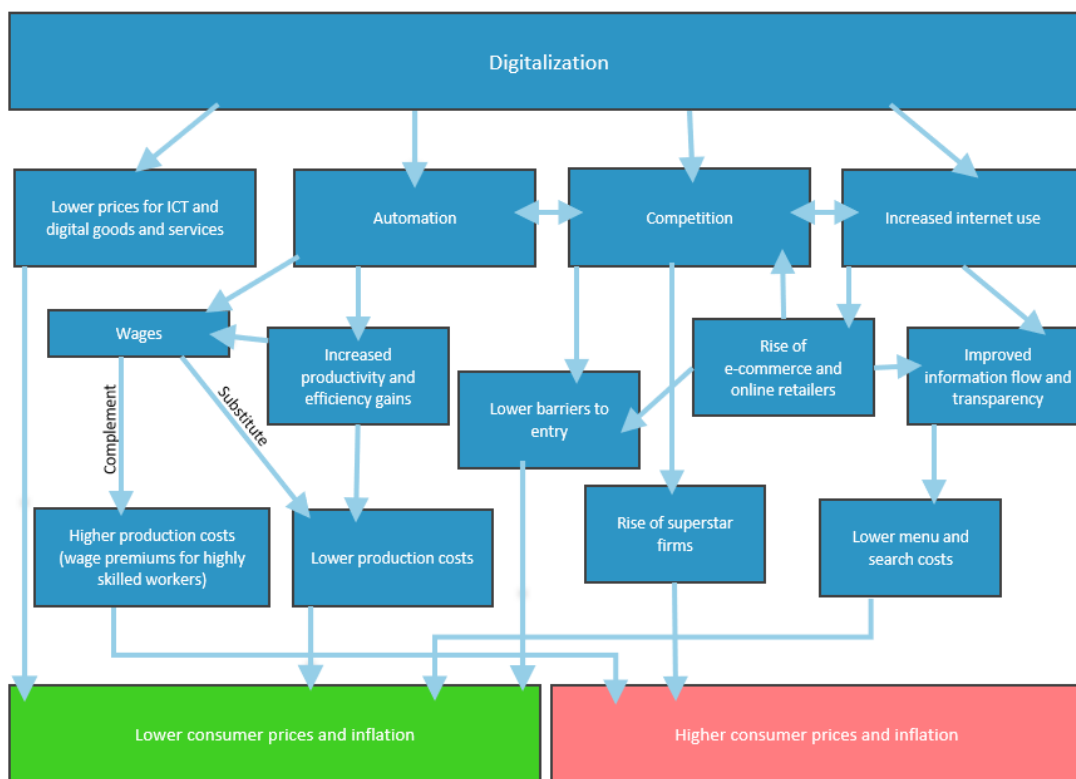 Digitalization
Lower prices for ICT and
digital goods and services
Automation
Competition
Increased internet use
Wages
Increased
productivity and
efficiency gains
Rise of
e-commerce and
online retailers
Improved
information flow and
transparency
Lower barriers to
entry
Complement
Substitute
Higher production costs
(wage premiums for highly
skilled workers)
Lower production costs
Rise of superstar
firms
Lower menu and
search costs
Lower consumer prices and inflation
Higher consumer prices and inflation